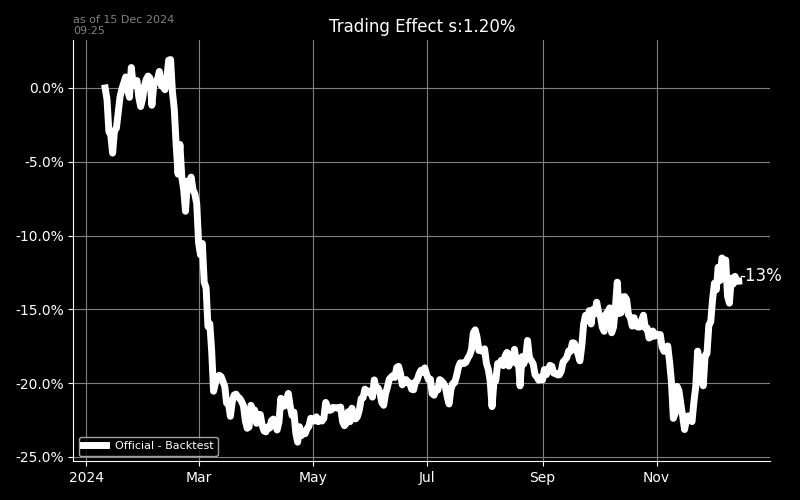 as of 15 Dec 2024
09:25
Trading Effect s:1.20%
0.0%
-5.0%
-10.0%
-13%
-15.0%
-20.0%
-25.0%
Official - Backtest
2024
Mar
May
Jul
Sep
Nov